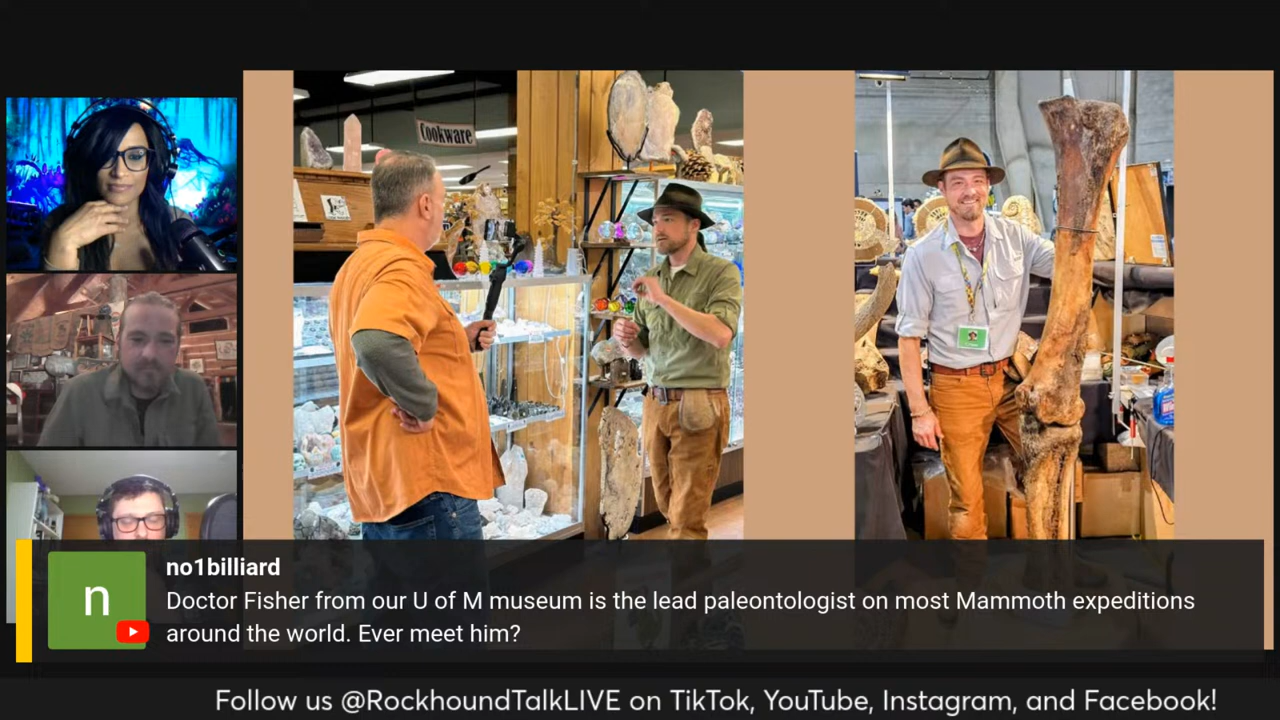 Cookware
n
no1billiard
Doctor Fisher from our U of M museum is the lead paleontologist on most Mammoth expeditions
around the world. Ever meet him?
Follow us @RockhoundTalkLIVE on TikTok, YouTube, Instagram, and Facebook!